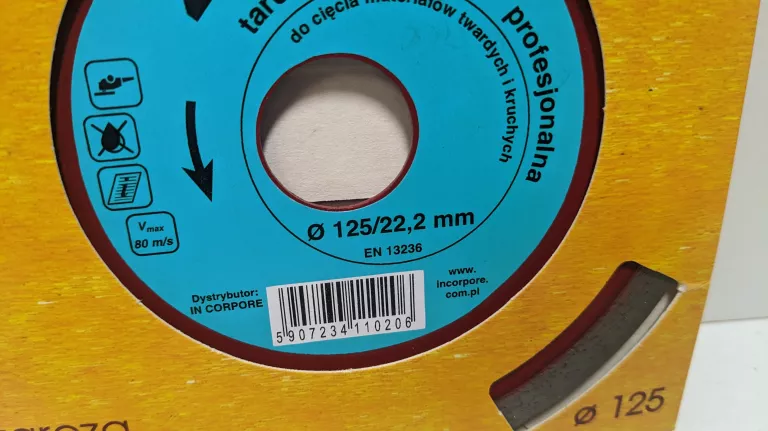 profesjonalna
do cięcia materiałów twardych i kruchych
Ø 125/22,2 mm
EN 13236
Vmax
80 m/s
Dystrybutor:
IN CORPORE
www.
incorpore.
com.pl
5907234110206
ø 125